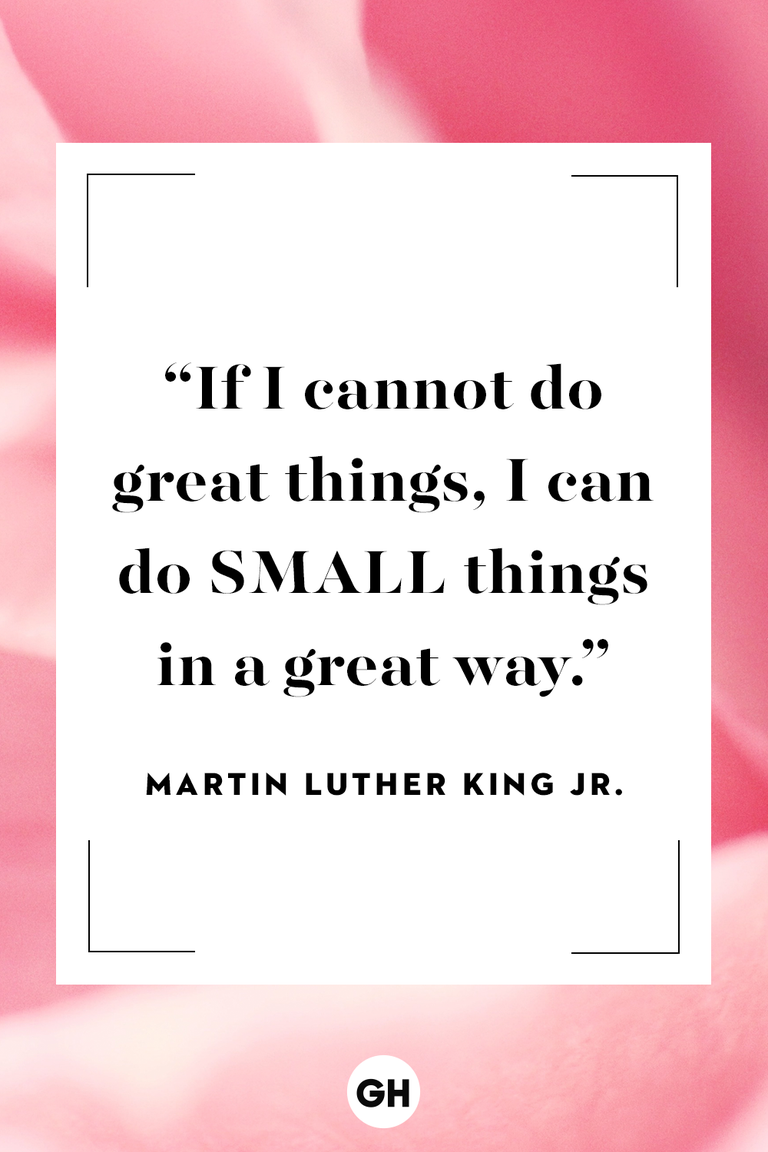 “If I cannot do
great things, I can
do SMALL things
in a great way.”
MARTIN LUTHER KING JR.
GH